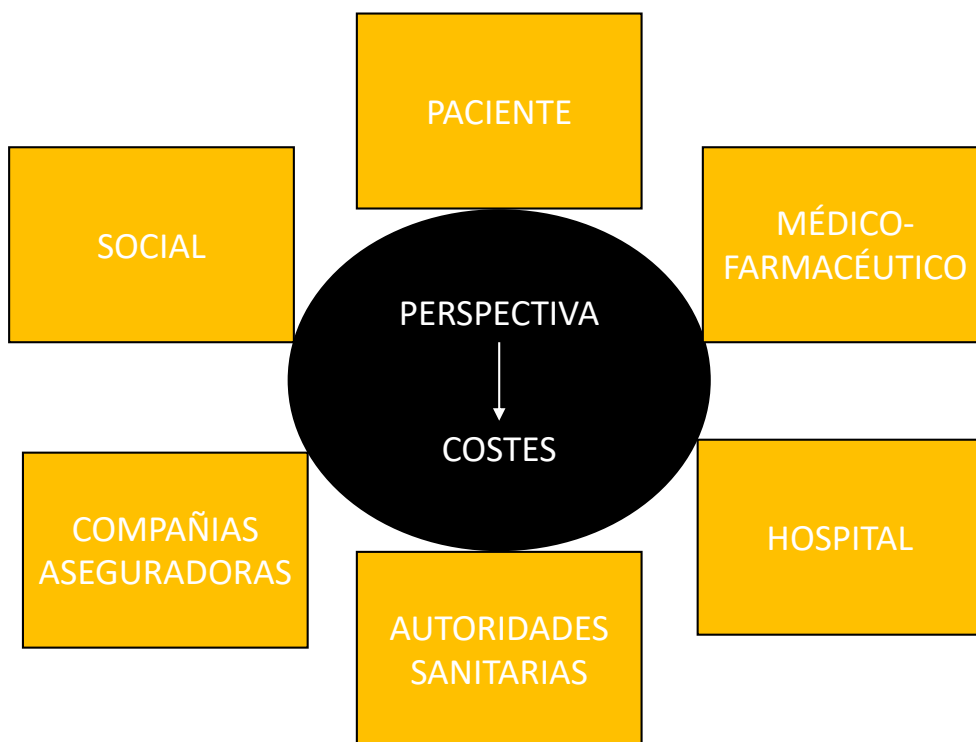 PACIENTE
SOCIAL
MÉDICO-
FARMACÉUTICO
PERSPECTIVA
COSTES
COMPAÑIAS
ASEGURADORAS
HOSPITAL
AUTORIDADES
SANITARIAS